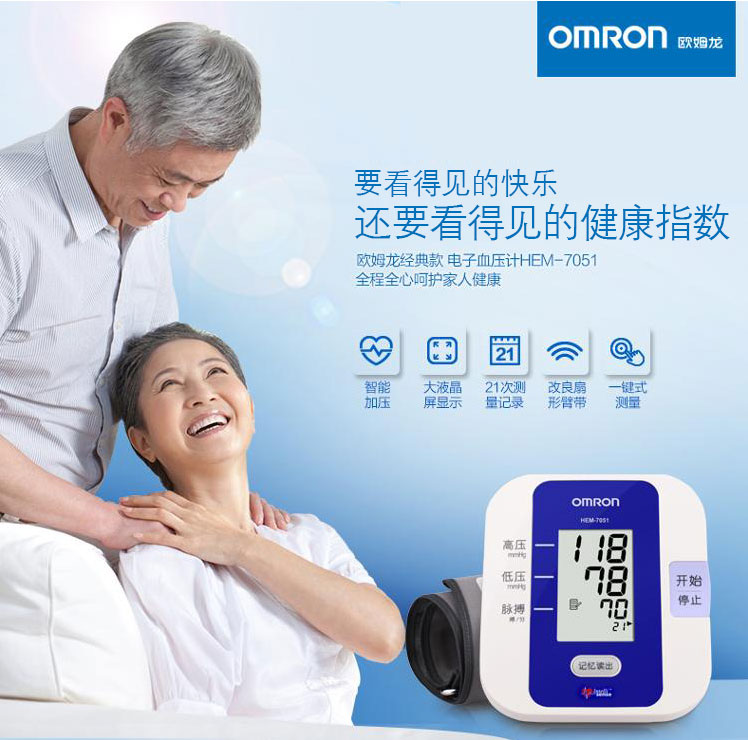 OMRON 欧姆龙
要看得见的快乐
还要看得见的健康指数
欧姆龙经典款 电子血压计HEM-7051
全程全心呵护家人健康
21
智能
加压
大液晶
屏显示
21次测
量记录
改良扇
形臂带
一键式
测量
OMRON
HEM-7051
高压
mmHg
118
低压
mmHg
78
脉搏
搏/分
70
21
开始
停止
记忆读出
Intelli
sense